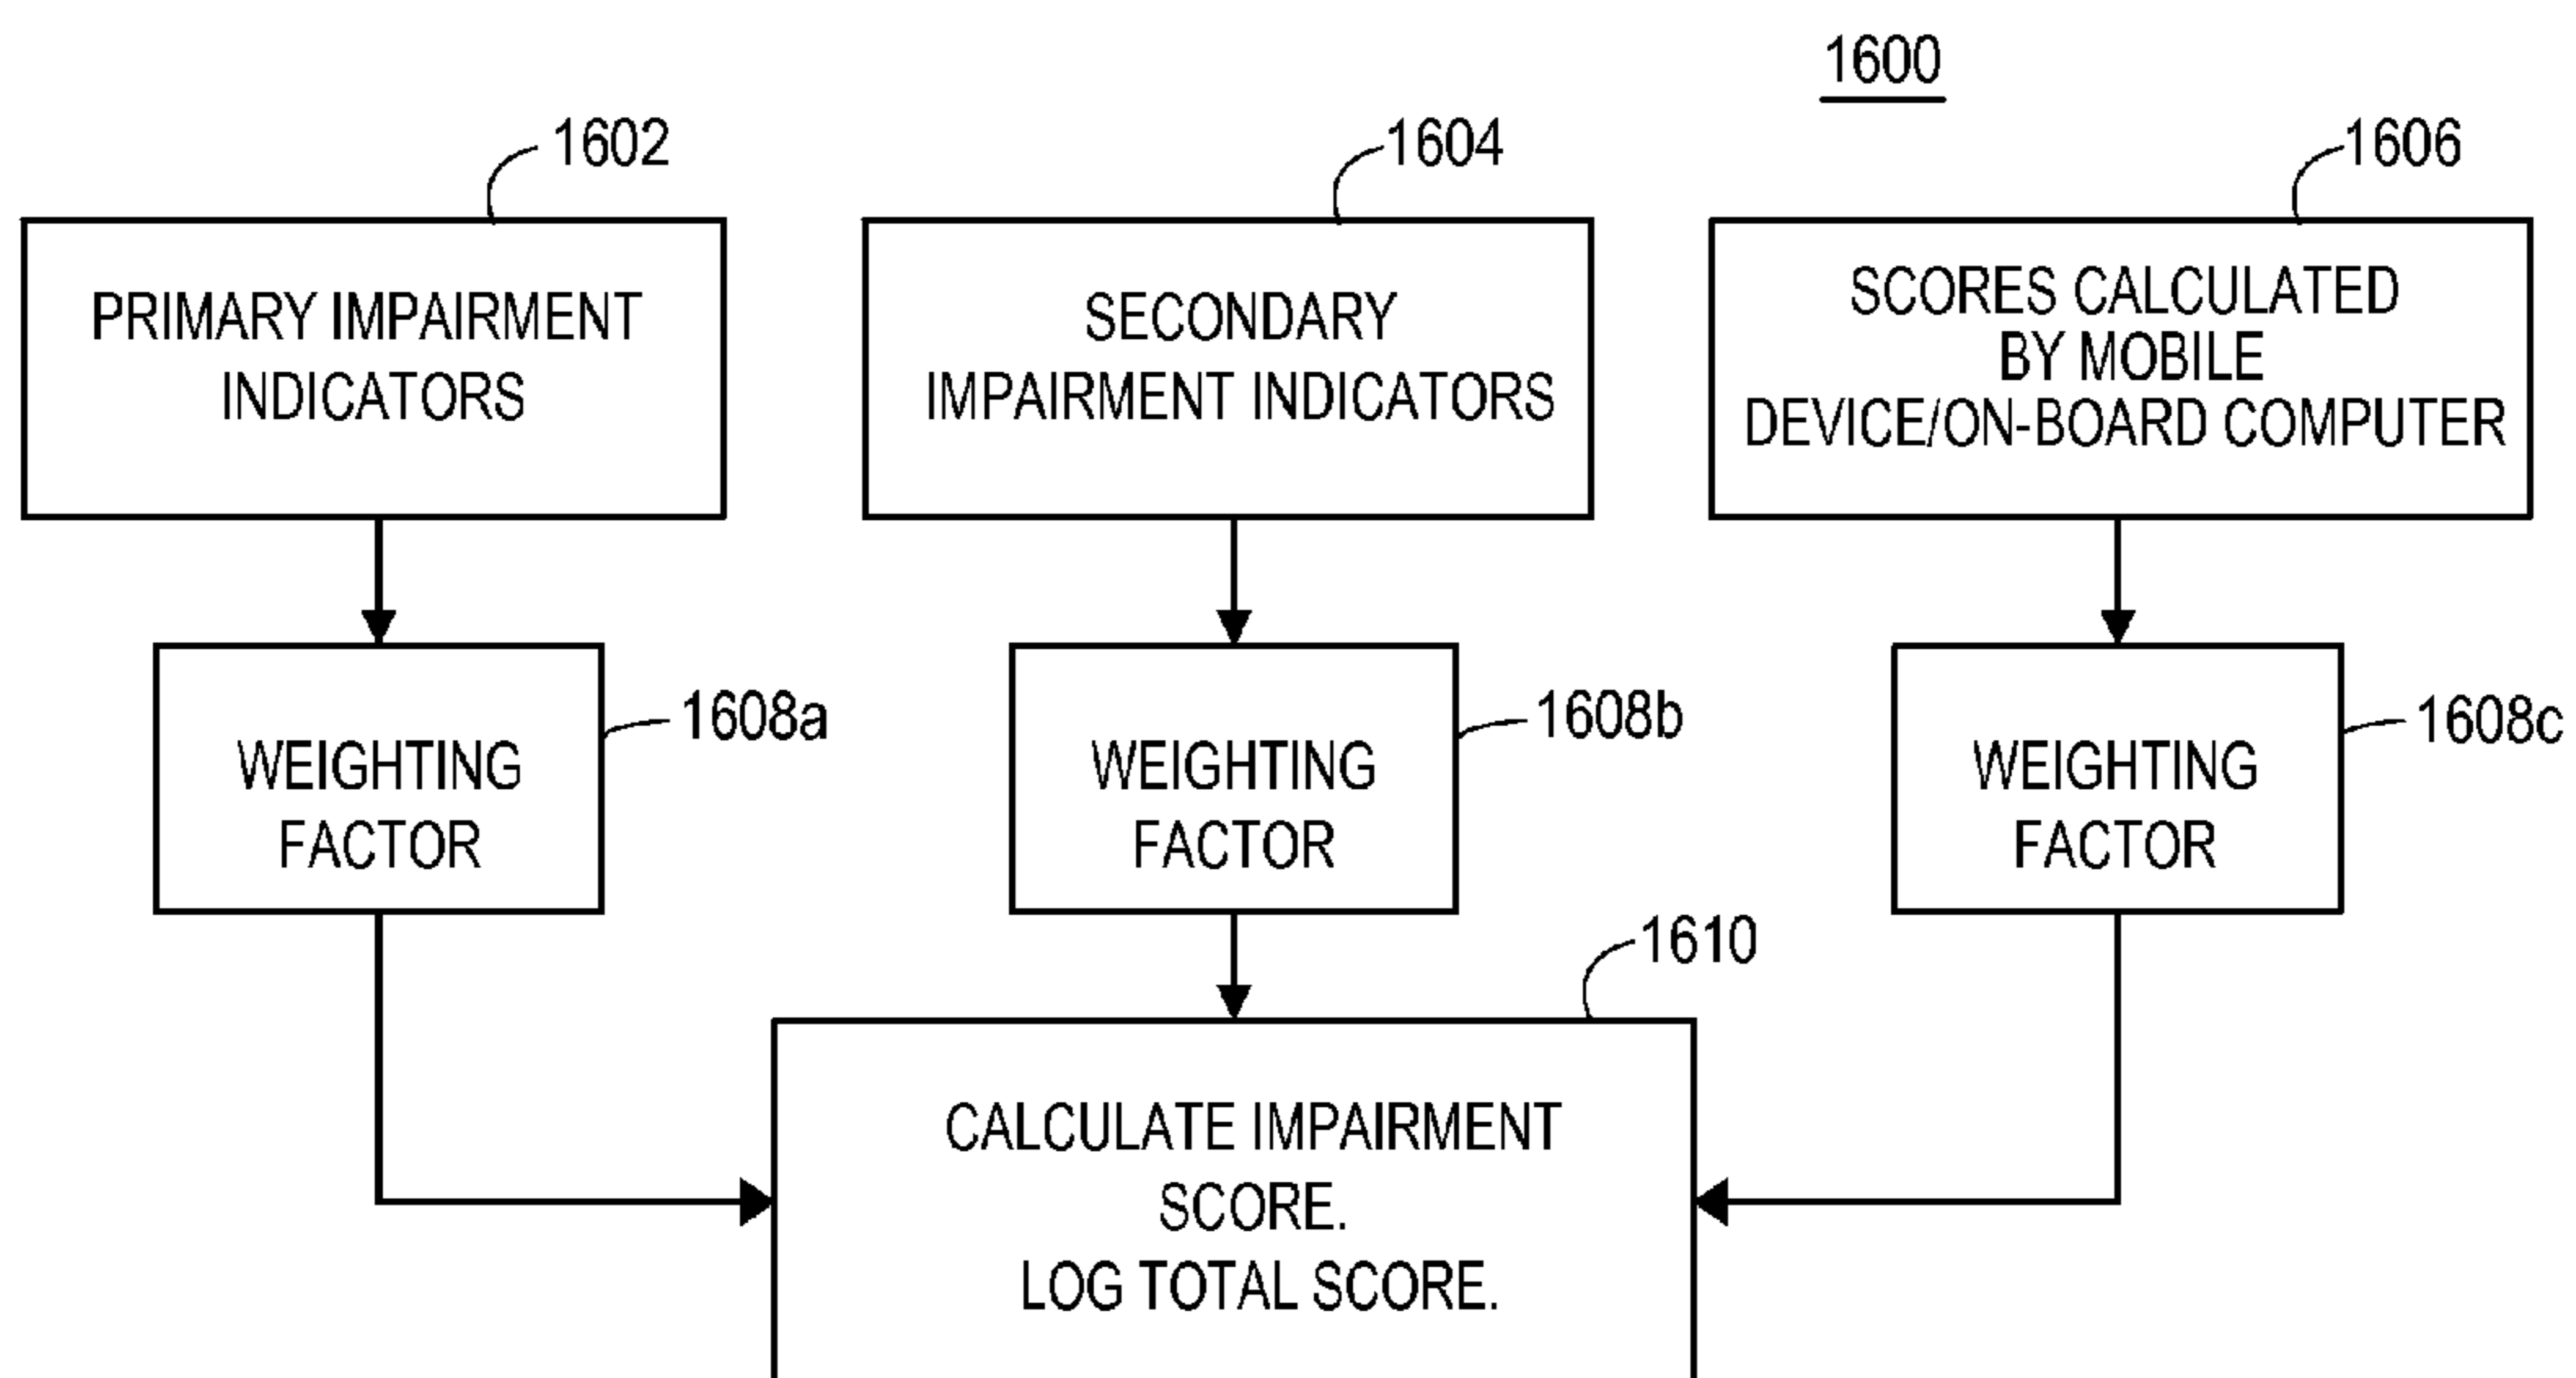 1600
1602
1604
1606
PRIMARY IMPAIRMENT
INDICATORS
SECONDARY
IMPAIRMENT INDICATORS
SCORES CALCULATED
BY MOBILE
DEVICE/ON-BOARD COMPUTER
1608a
WEIGHTING
FACTOR
1608b
WEIGHTING
FACTOR
1608c
WEIGHTING
FACTOR
1610
CALCULATE IMPAIRMENT
SCORE.
LOG TOTAL SCORE.